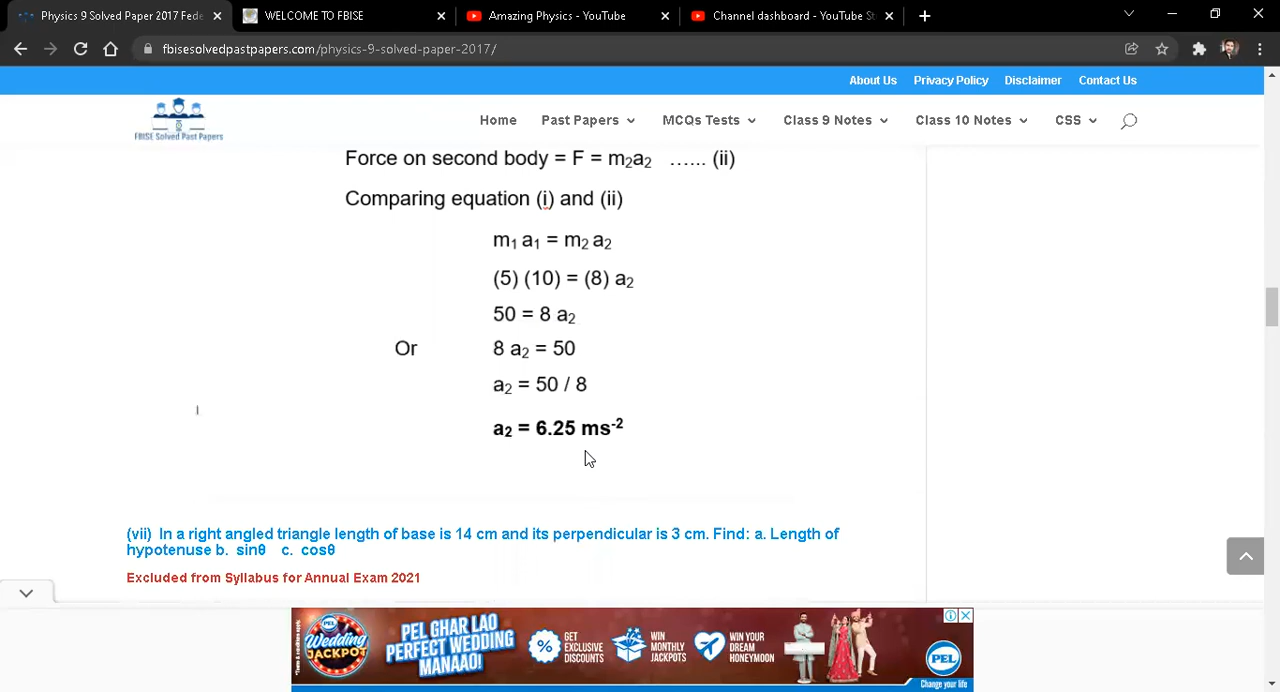 Physics 9 Solved Paper 2017 Fede
WELCOME TO FBISE
Amazing Physics - YouTube
Channel dashboard - YouTube St
fbisesolvedpastpapers.com/physics-9-solved-paper-2017/
About Us Privacy Policy Disclaimer Contact Us
FBISE Solved Past Papers
Home Past Papers MCQs Tests Class 9 Notes Class 10 Notes CSS
Force on second body = F = m₂a₂ …... (ii)
Comparing equation (i) and (ii)
m₁ a₁ = m₂ a₂
(5) (10) = (8) a₂
50 = 8 a₂
Or 8 a₂ = 50
a₂ = 50 / 8
a₂ = 6.25 ms⁻²
(vii) In a right angled triangle length of base is 14 cm and its perpendicular is 3 cm. Find: a. Length of
hypotenuse b. sinθ c. cosθ
Excluded from Syllabus for Annual Exam 2021
PEL
Wedding
JACKPOT
PEL GHAR LAO
PERFECT WEDDING
MANAAO!
%
GET
EXCLUSIVE
DISCOUNTS
WIN
MONTHLY
JACKPOTS
WIN YOUR
DREAM
HONEYMOON
PEL
Change your life